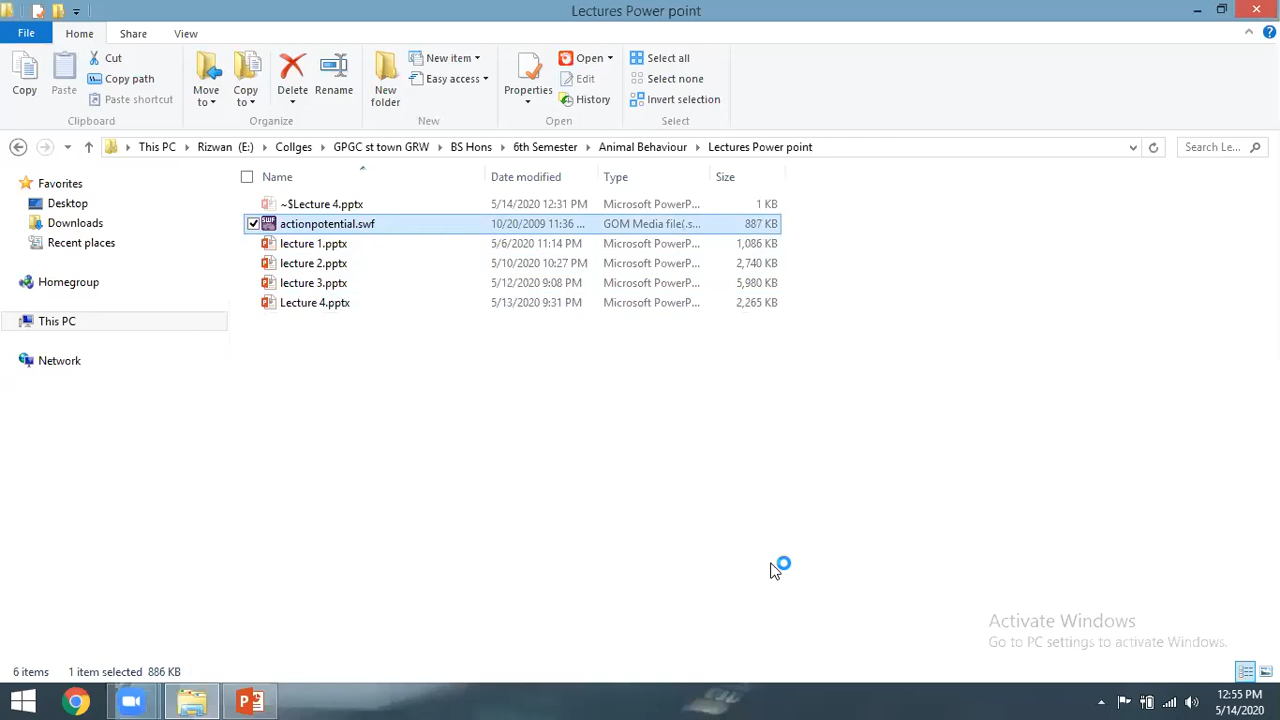 Lectures Power point
File Home Share View
Copy Paste Cut Copy path Paste shortcut Move to Copy to Delete Rename New folder New item Easy access Properties Open Edit History Select all Select none Invert selection
Clipboard Organize New Open Select
This PC Rizwan (E:) Collges GPGC st town GRW BS Hons 6th Semester Animal Behaviour Lectures Power point Search Le...
Name Date modified Type Size
Favorites
Desktop
Downloads
Recent places
Homegroup
This PC
Network
~$Lecture 4.pptx 5/14/2020 12:31 PM Microsoft PowerP... 1 KB
SWF actionpotential.swf 10/20/2009 11:36 ... GOM Media file(.s... 887 KB
lecture 1.pptx 5/6/2020 11:14 PM Microsoft PowerP... 1,086 KB
lecture 2.pptx 5/10/2020 10:27 PM Microsoft PowerP... 2,740 KB
lecture 3.pptx 5/12/2020 9:08 PM Microsoft PowerP... 5,980 KB
Lecture 4.pptx 5/13/2020 9:31 PM Microsoft PowerP... 2,265 KB
Activate Windows
Go to PC settings to activate Windows.
6 items 1 item selected 886 KB
12:55 PM
5/14/2020